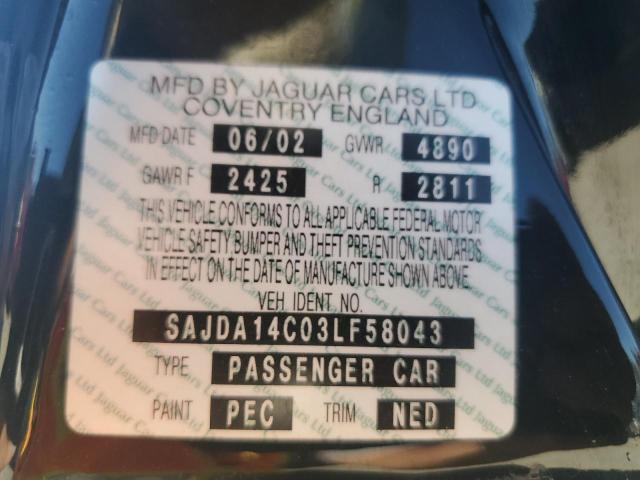 MFD BY JAGUAR CARS LTD
COVENTRY ENGLAND
MFD DATE 06/02 GVWR 4890
GAWR F 2425 R 2811
THIS VEHICLE CONFORMS TO ALL APPLICABLE FEDERAL MOTOR
VEHICLE SAFETY BUMPER AND THEFT PREVENTION STANDARDS
IN EFFECT ON THE DATE OF MANUFACTURE SHOWN ABOVE.
VEH IDENT NO.
SAJDA14C03LF58043
TYPE PASSENGER CAR
PAINT PEC TRIM NED